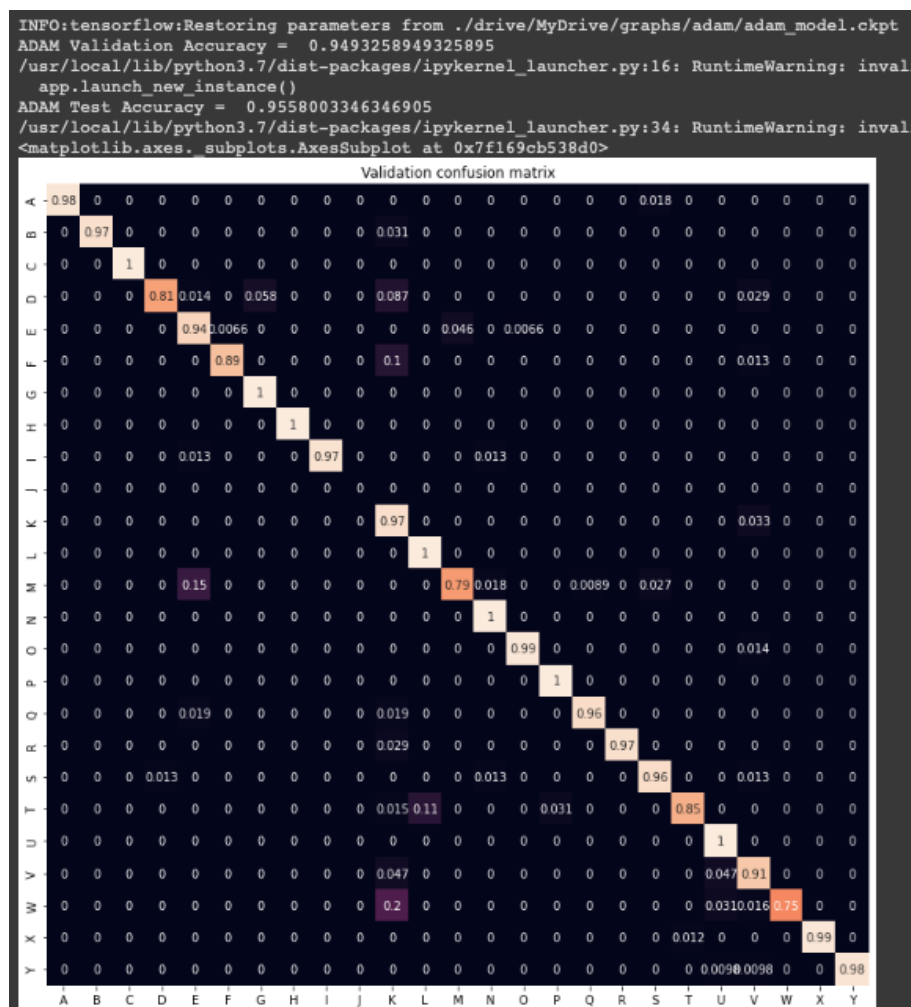 INFO:tensorflow:Restoring parameters from ./drive/MyDrive/graphs/adam/adam_model.ckpt
ADAM Validation Accuracy =  0.9493258949325895
/usr/local/lib/python3.7/dist-packages/ipykernel_launcher.py:16: RuntimeWarning: inval
app.launch_new_instance()
ADAM Test Accuracy =  0.9558003346346905
/usr/local/lib/python3.7/dist-packages/ipykernel_launcher.py:34: RuntimeWarning: inval
<matplotlib.axes._subplots.AxesSubplot at 0x7f169cb538d0>
Validation confusion matrix
A 0.98 0 0 0 0 0 0 0 0 0 0 0 0 0 0 0 0 0 0.018 0 0 0 0 0 0
B 0 0.97 0 0 0 0 0 0 0 0 0.031 0 0 0 0 0 0 0 0 0 0 0 0 0 0
C 0 0 1 0 0 0 0 0 0 0 0 0 0 0 0 0 0 0 0 0 0 0 0 0 0
D 0 0 0 0.81 0.014 0 0.058 0 0 0 0.087 0 0 0 0 0 0 0 0 0 0 0.029 0 0 0
E 0 0 0 0 0.94 0.0066 0 0 0 0 0 0 0.046 0 0.0066 0 0 0 0 0 0 0 0 0 0
F 0 0 0 0 0 0.89 0 0 0 0 0.1 0 0 0 0 0 0 0 0 0 0 0.013 0 0 0
G 0 0 0 0 0 0 1 0 0 0 0 0 0 0 0 0 0 0 0 0 0 0 0 0 0
H 0 0 0 0 0 0 0 1 0 0 0 0 0 0 0 0 0 0 0 0 0 0 0 0 0
I 0 0 0 0 0.013 0 0 0 0.97 0 0 0 0 0.013 0 0 0 0 0 0 0 0 0 0 0
J 0 0 0 0 0 0 0 0 0 0 0 0 0 0 0 0 0 0 0 0 0 0 0 0 0
K 0 0 0 0 0 0 0 0 0 0 0.97 0 0 0 0 0 0 0 0 0 0 0.033 0 0 0
L 0 0 0 0 0 0 0 0 0 0 0 1 0 0 0 0 0 0 0 0 0 0 0 0 0
M 0 0 0 0 0.15 0 0 0 0 0 0 0 0.79 0.018 0 0 0.0089 0 0.027 0 0 0 0 0 0
N 0 0 0 0 0 0 0 0 0 0 0 0 0 1 0 0 0 0 0 0 0 0 0 0 0
O 0 0 0 0 0 0 0 0 0 0 0 0 0 0 0.99 0 0 0 0 0 0 0.014 0 0 0
P 0 0 0 0 0 0 0 0 0 0 0 0 0 0 0 1 0 0 0 0 0 0 0 0 0
Q 0 0 0 0 0.019 0 0 0 0 0 0.019 0 0 0 0 0 0.96 0 0 0 0 0 0 0 0
R 0 0 0 0 0 0 0 0 0 0 0.029 0 0 0 0 0 0 0.97 0 0 0 0 0 0 0
S 0 0 0 0.013 0 0 0 0 0 0 0 0 0 0.013 0 0 0 0 0.96 0 0 0.013 0 0 0
T 0 0 0 0 0 0 0 0 0 0 0.015 0.11 0 0 0 0.031 0 0 0 0.85 0 0 0 0 0
U 0 0 0 0 0 0 0 0 0 0 0 0 0 0 0 0 0 0 0 0 1 0 0 0 0
V 0 0 0 0 0 0 0 0 0 0 0.047 0 0 0 0 0 0 0 0 0 0.047 0.91 0 0 0
W 0 0 0 0 0 0 0 0 0 0 0.2 0 0 0 0 0 0 0 0 0 0.031 0.016 0.75 0 0
X 0 0 0 0 0 0 0 0 0 0 0 0 0 0 0 0 0 0 0 0.012 0 0 0 0.99 0
Y 0 0 0 0 0 0 0 0 0 0 0 0 0 0 0 0 0 0 0 0 0.0098 0.0098 0 0 0.98
A B C D E F G H I J K L M N O P Q R S T U V W X Y